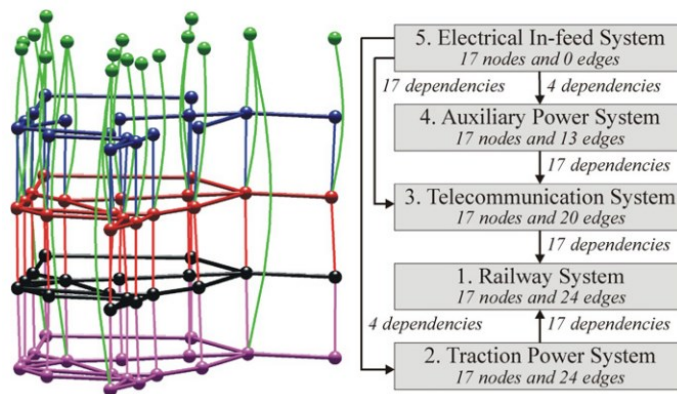 5. Electrical In-feed System
17 nodes and 0 edges
17 dependencies
4 dependencies
4. Auxiliary Power System
17 nodes and 13 edges
17 dependencies
3. Telecommunication System
17 nodes and 20 edges
17 dependencies
1. Railway System
17 nodes and 24 edges
4 dependencies
17 dependencies
2. Traction Power System
17 nodes and 24 edges